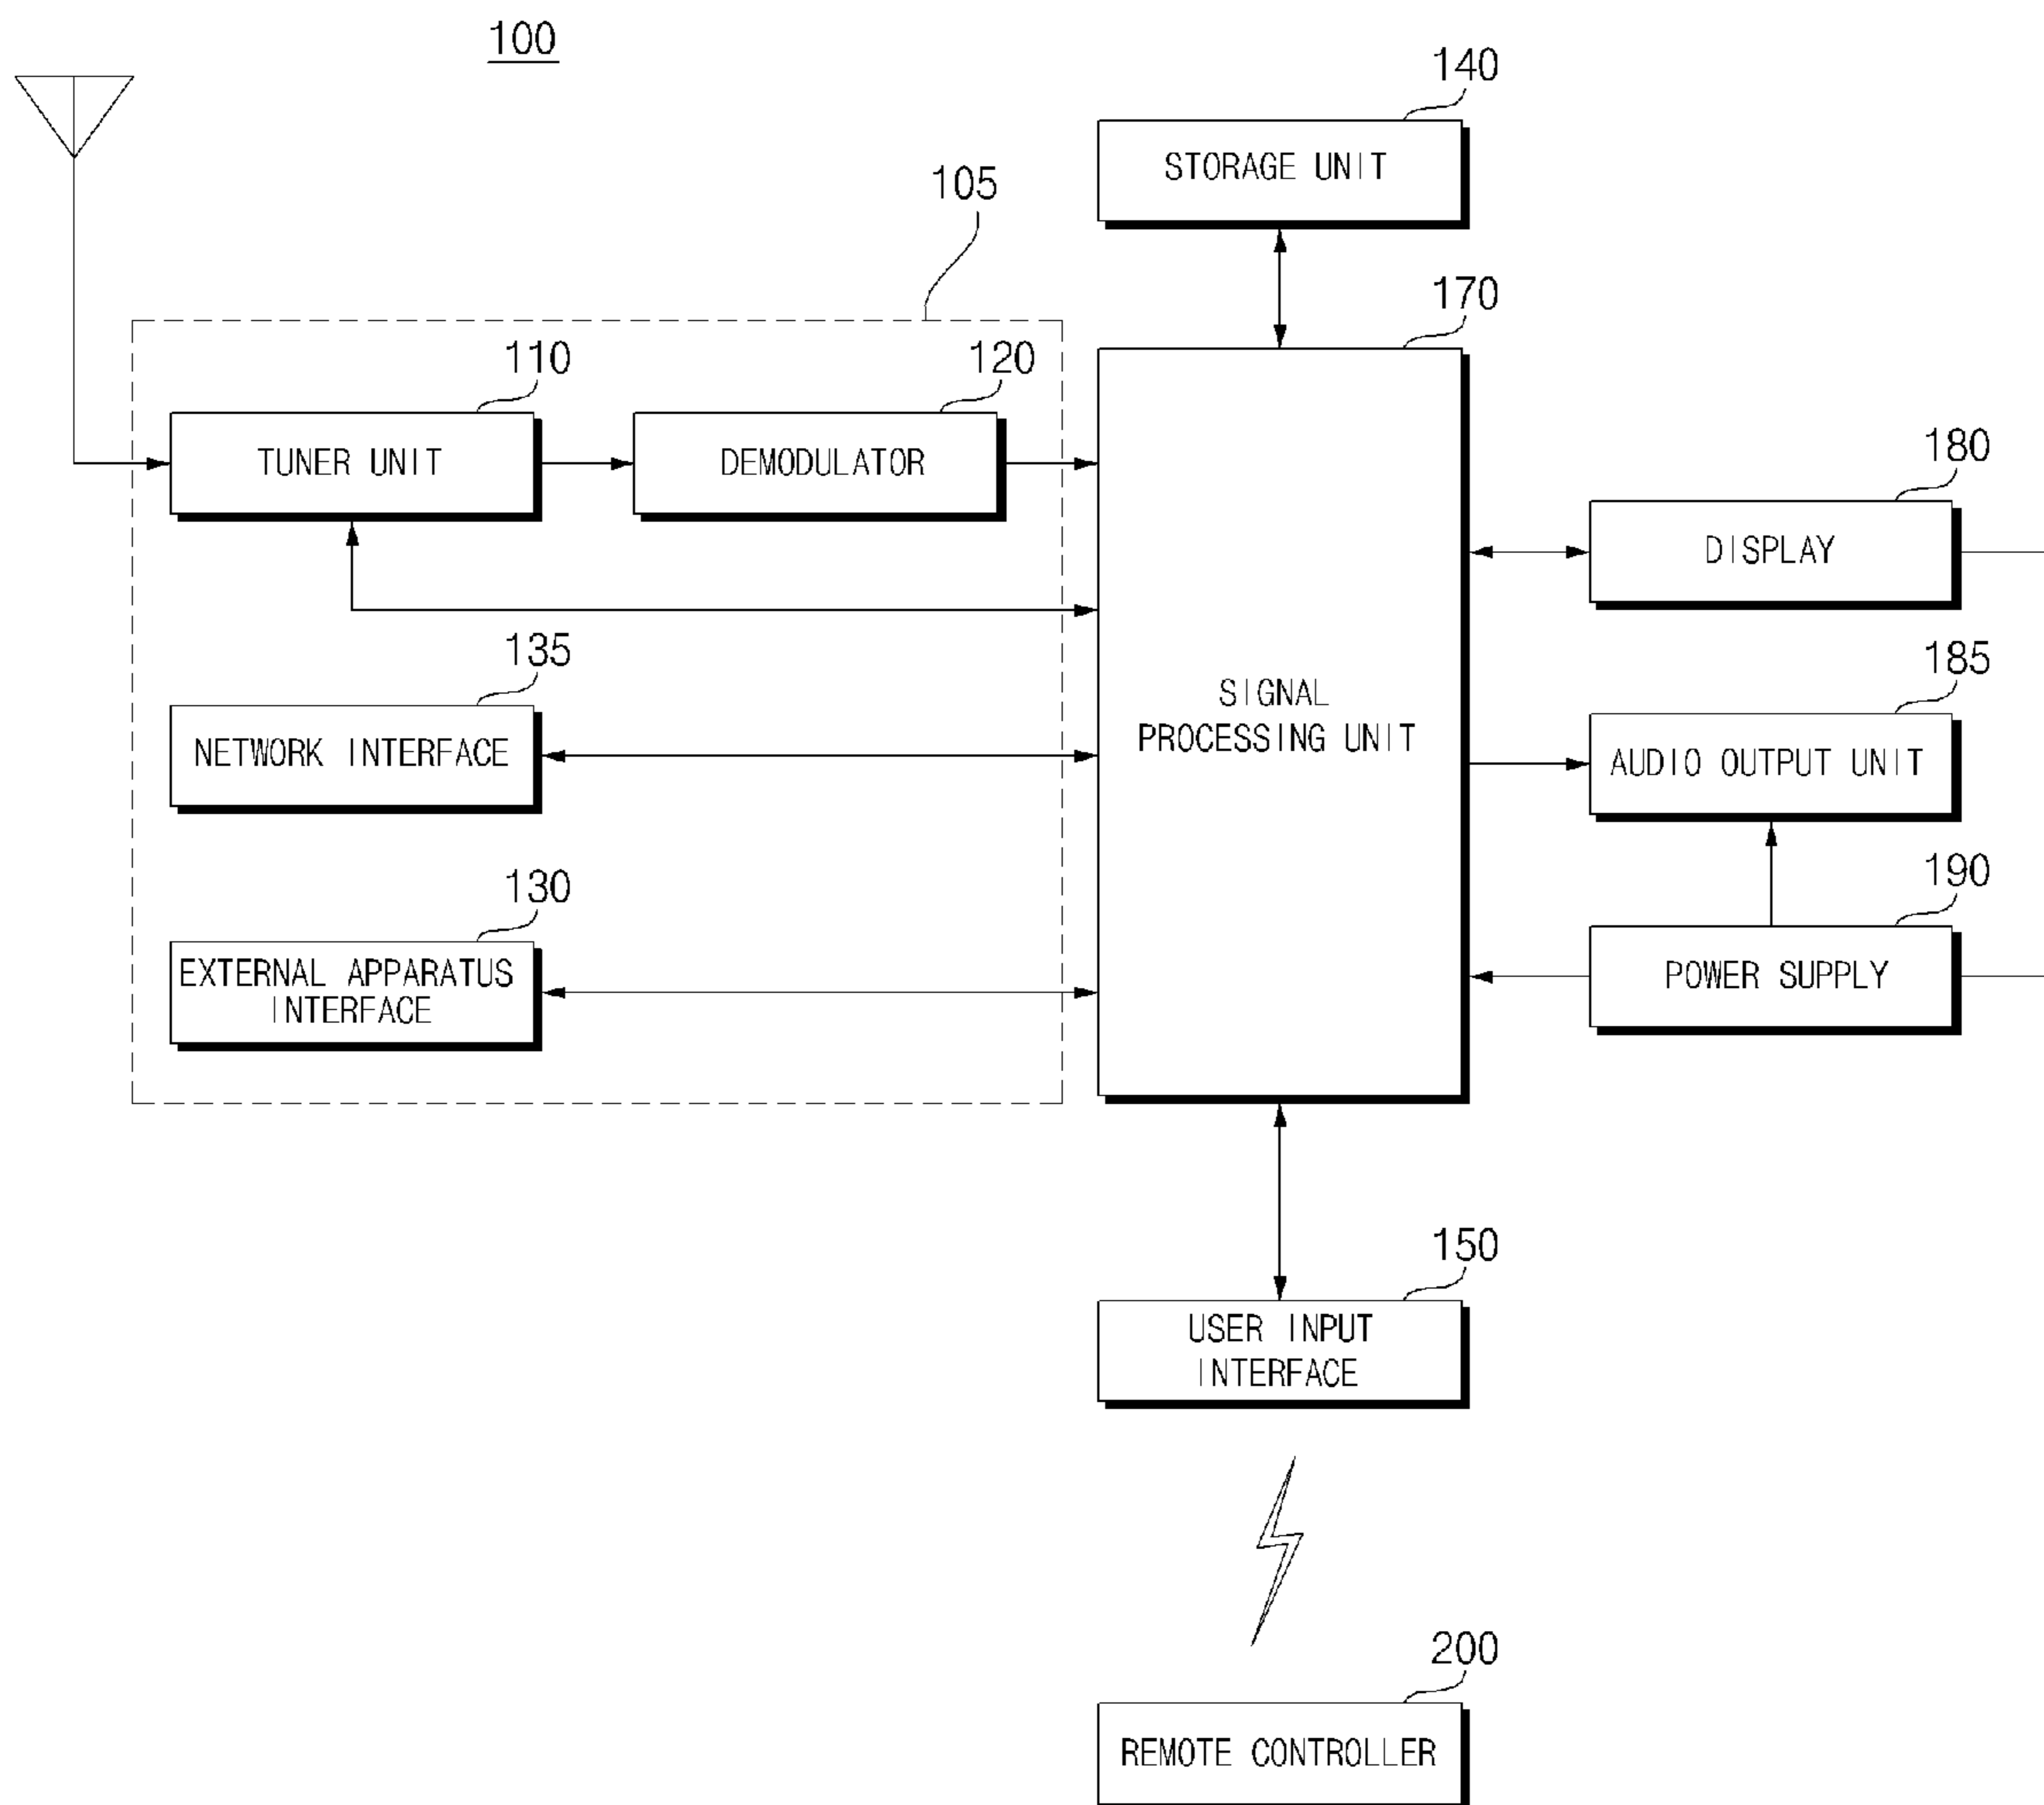 100
140
STORAGE UNIT
105
170
110
120
TUNER UNIT
DEMODULATOR
180
DISPLAY
135
NETWORK INTERFACE
SIGNAL
PROCESSING UNIT
185
AUDIO OUTPUT UNIT
130
EXTERNAL APPARATUS
INTERFACE
190
POWER SUPPLY
150
USER INPUT
INTERFACE
200
REMOTE CONTROLLER